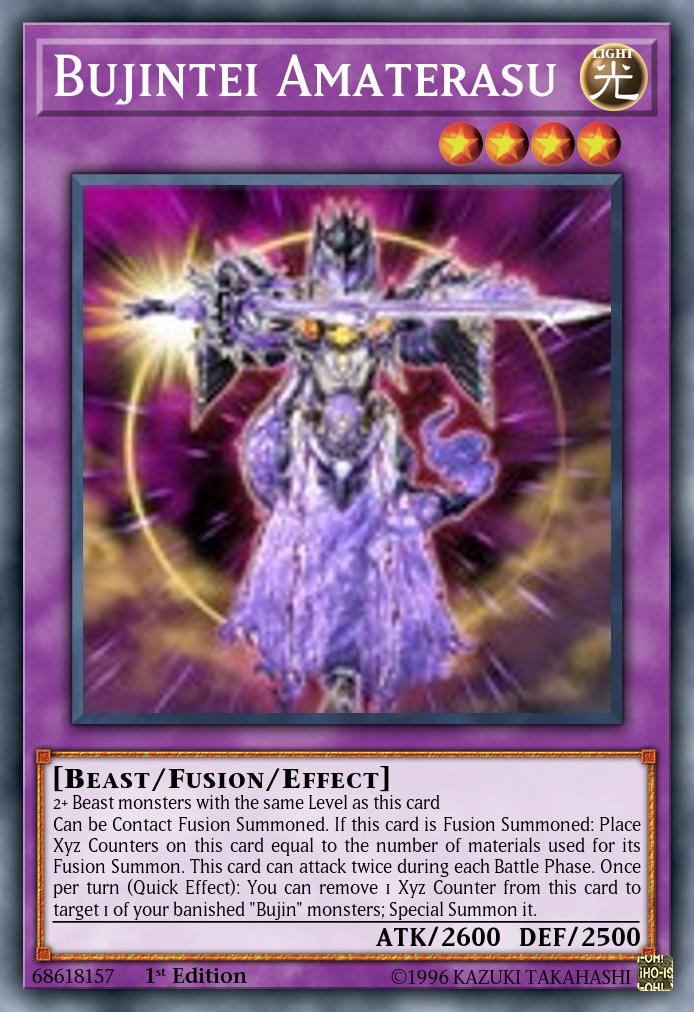 Bujintei Amaterasu
LIGHT
光
[Beast/Fusion/Effect]
2+ Beast monsters with the same Level as this card
Can be Contact Fusion Summoned. If this card is Fusion Summoned: Place
Xyz Counters on this card equal to the number of materials used for its
Fusion Summon. This card can attack twice during each Battle Phase. Once
per turn (Quick Effect): You can remove 1 Xyz Counter from this card to
target 1 of your banished "Bujin" monsters; Special Summon it.
ATK/2600 DEF/2500
68618157 1st Edition ©1996 KAZUKI TAKAHASHI